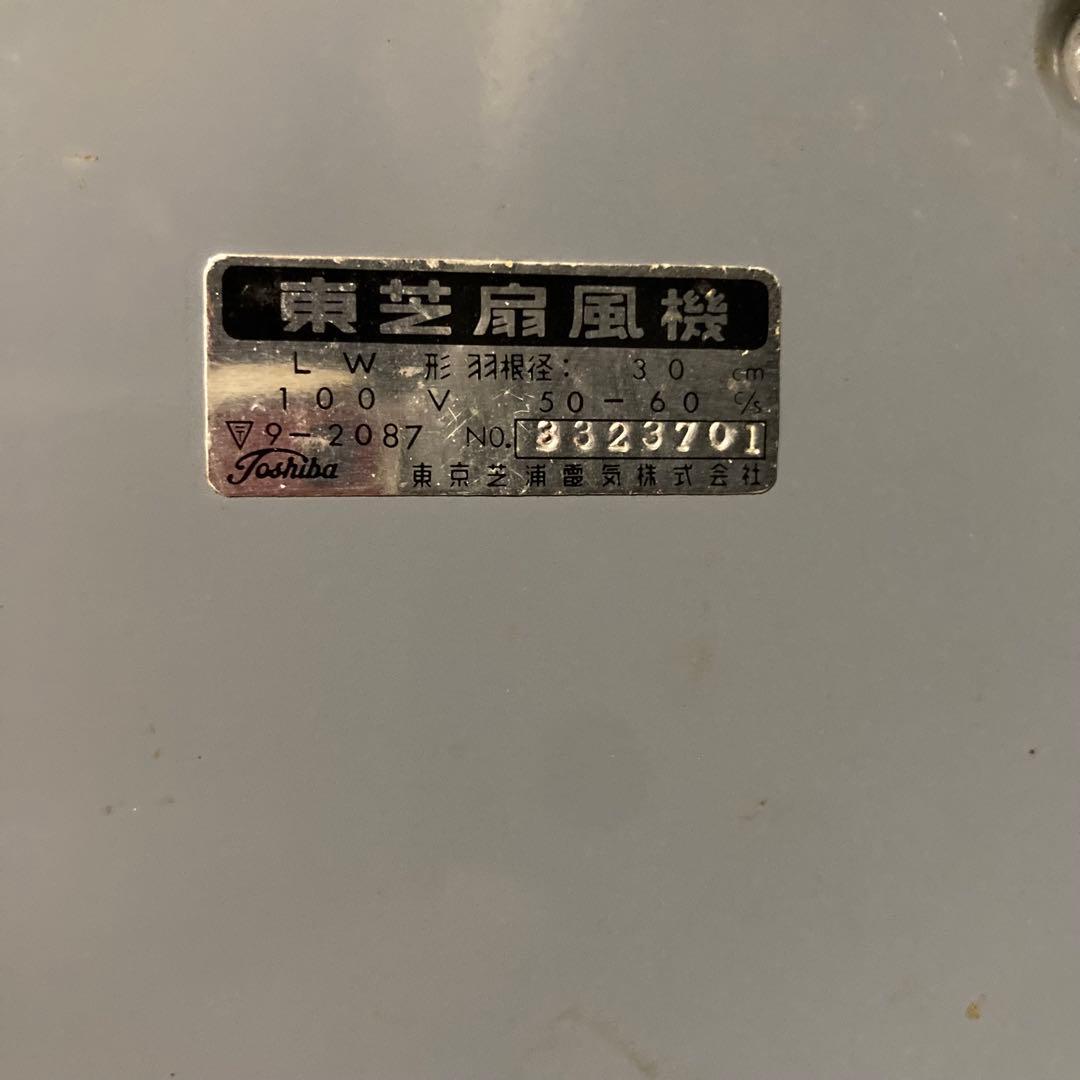 東芝扇風機
LW 形 羽根径: 30 cm
100 V 50-60 c/s
〒9-2087 NO. 3323701
Toshiba 東京芝浦電気株式会社